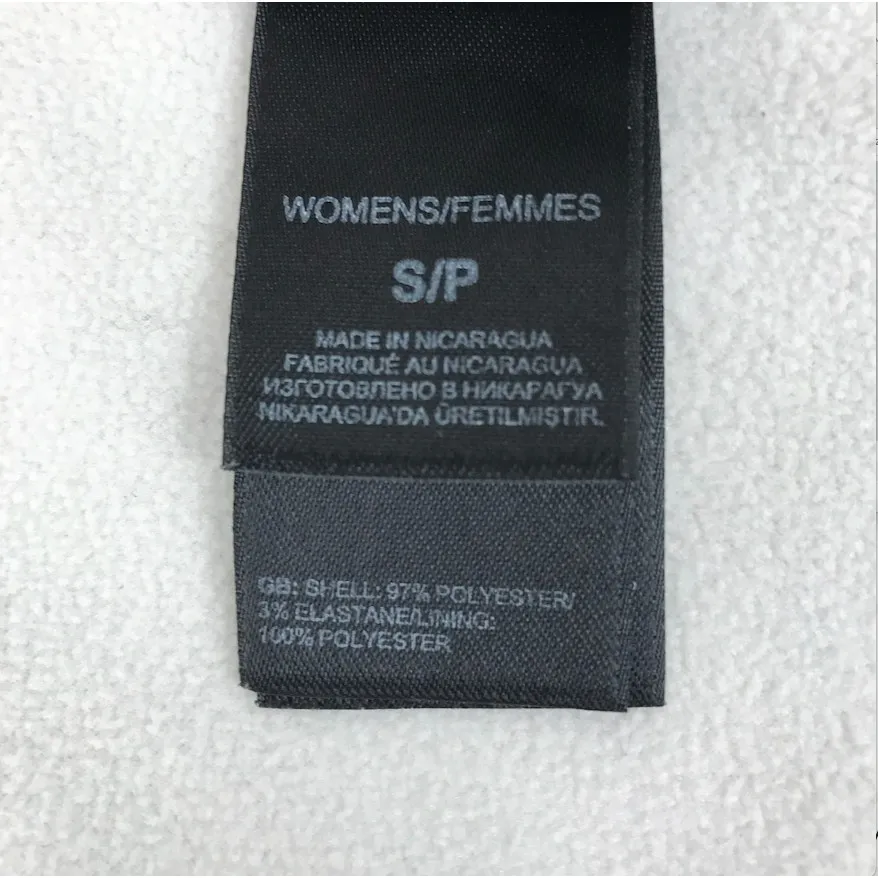 WOMENS/FEMMES
S/P
MADE IN NICARAGUA
FABRIQUÉ AU NICARAGUA
ИЗГОТОВЛЕНО В НИКАРАГУА
NIKARAGUA'DA ÜRETILMIŞTIR.
GB: SHELL: 97% POLYESTER/
3% ELASTANE/LINING:
100% POLYESTER